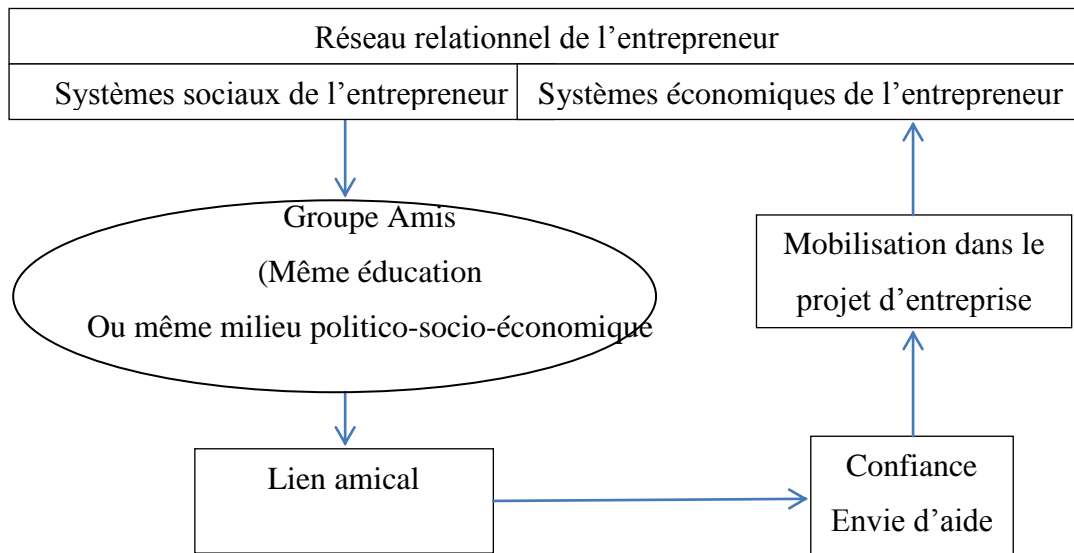 Réseau relationnel de l’entrepreneur
Systèmes sociaux de l’entrepreneur
Systèmes économiques de l’entrepreneur
Groupe Amis
(Même éducation
Ou même milieu politico-socio-économique
Mobilisation dans le
projet d’entreprise
Lien amical
Confiance
Envie d’aide